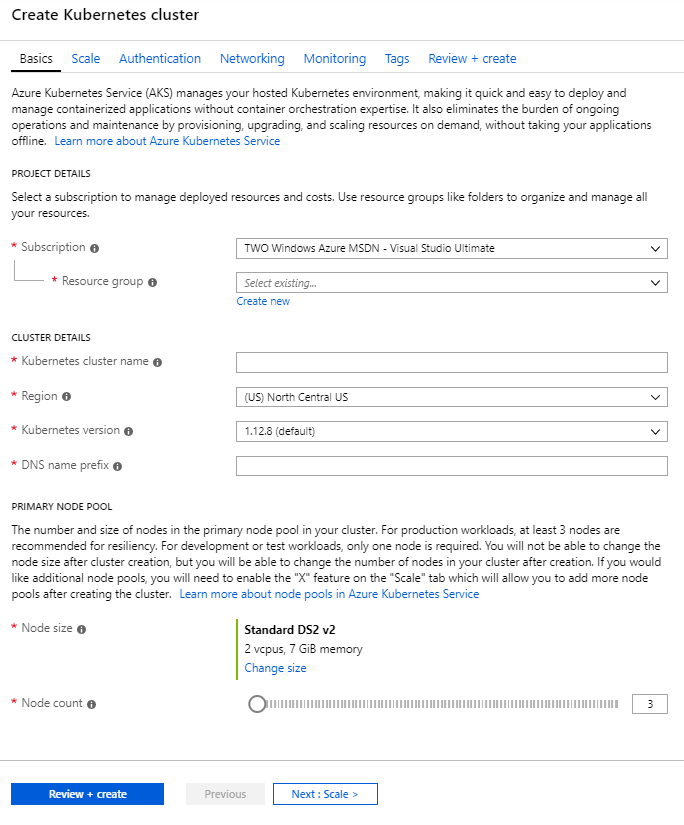 Create Kubernetes cluster
Basics Scale Authentication Networking Monitoring Tags Review + create
Azure Kubernetes Service (AKS) manages your hosted Kubernetes environment, making it quick and easy to deploy and
manage containerized applications without container orchestration expertise. It also eliminates the burden of ongoing
operations and maintenance by provisioning, upgrading, and scaling resources on demand, without taking your applications
offline. Learn more about Azure Kubernetes Service
PROJECT DETAILS
Select a subscription to manage deployed resources and costs. Use resource groups like folders to organize and manage all
your resources.
* Subscription TWO Windows Azure MSDN - Visual Studio Ultimate
* Resource group Select existing...
Create new
CLUSTER DETAILS
* Kubernetes cluster name
* Region (US) North Central US
* Kubernetes version 1.12.8 (default)
* DNS name prefix
PRIMARY NODE POOL
The number and size of nodes in the primary node pool in your cluster. For production workloads, at least 3 nodes are
recommended for resiliency. For development or test workloads, only one node is required. You will not be able to change the
node size after cluster creation, but you will be able to change the number of nodes in your cluster after creation. If you would
like additional node pools, you will need to enable the "X" feature on the "Scale" tab which will allow you to add more node
pools after creating the cluster. Learn more about node pools in Azure Kubernetes Service
* Node size Standard DS2 v2
2 vcpus, 7 GiB memory
Change size
* Node count 3
Review + create Previous Next : Scale >